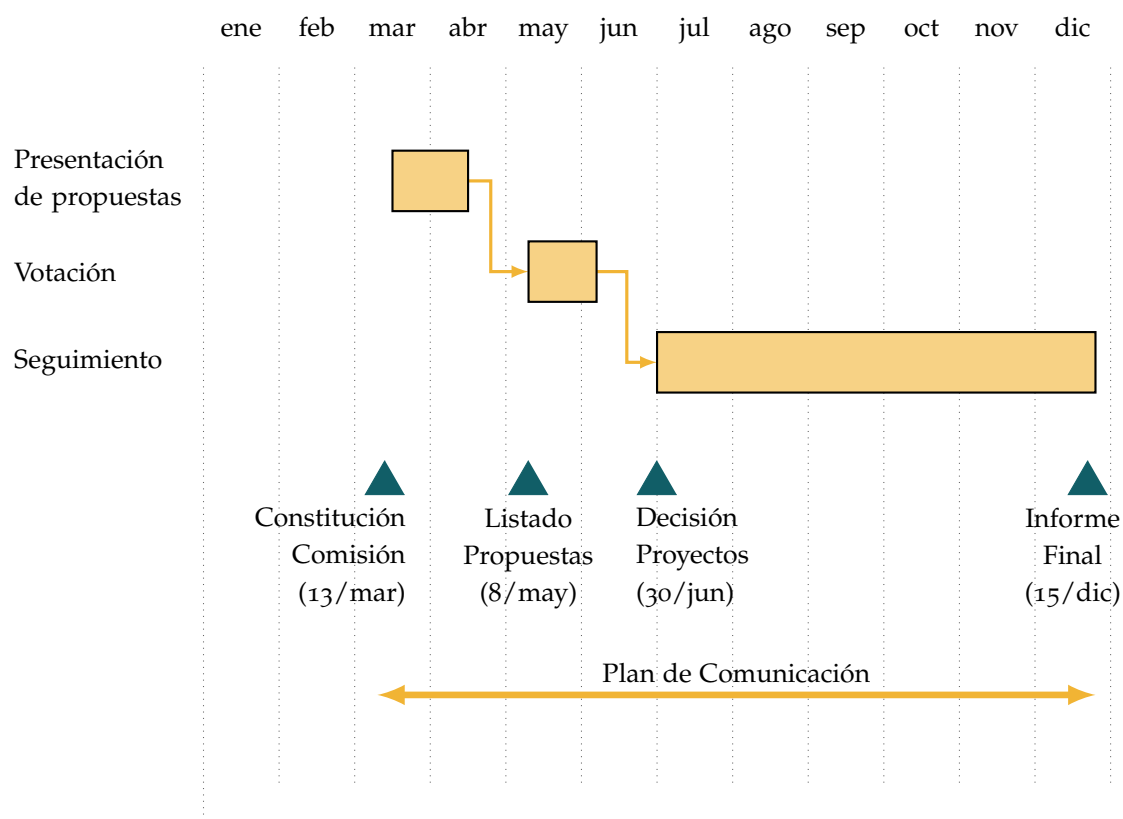 ene feb mar abr may jun jul ago sep oct nov dic
Presentación
de propuestas
Votación
Seguimiento
Constitución
Comisión
(13/mar)
Listado
Propuestas
(8/may)
Decisión
Proyectos
(30/jun)
Informe
Final
(15/dic)
Plan de Comunicación